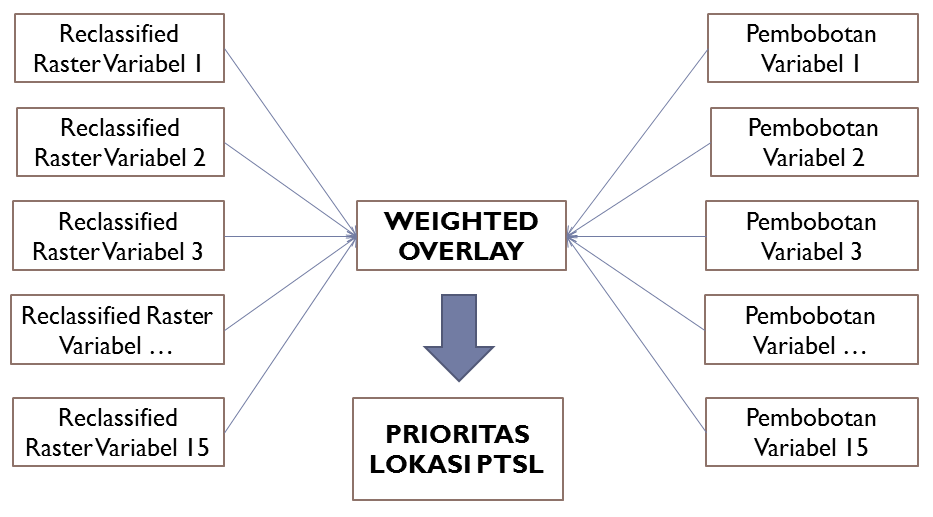 Reclassified
Raster Variabel 1
Reclassified
Raster Variabel 2
Reclassified
Raster Variabel 3
Reclassified Raster
Variabel …
Reclassified
Raster Variabel 15
WEIGHTED
OVERLAY
PRIORITAS
LOKASI PTSL
Pembobotan
Variabel 1
Pembobotan
Variabel 2
Pembobotan
Variabel 3
Pembobotan
Variabel …
Pembobotan
Variabel 15